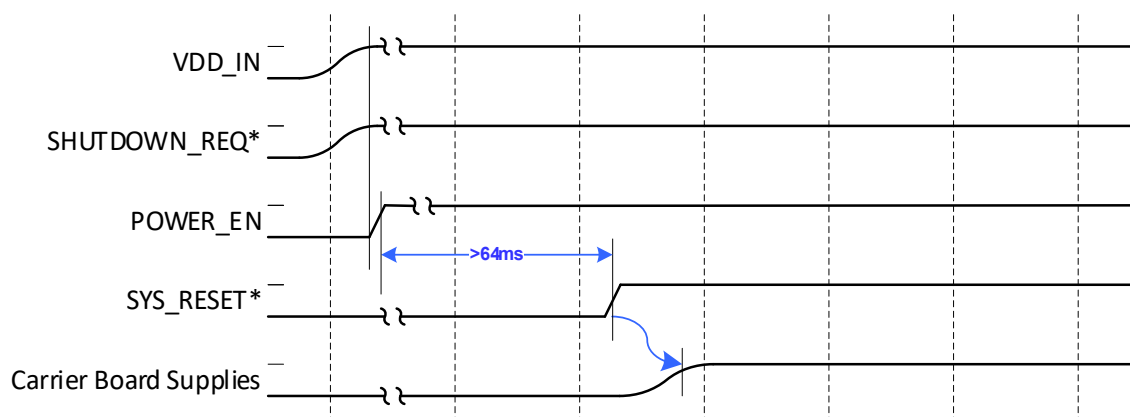 VDD_IN
SHUTDOWN_REQ*
POWER_EN
>64ms
SYS_RESET*
Carrier Board Supplies